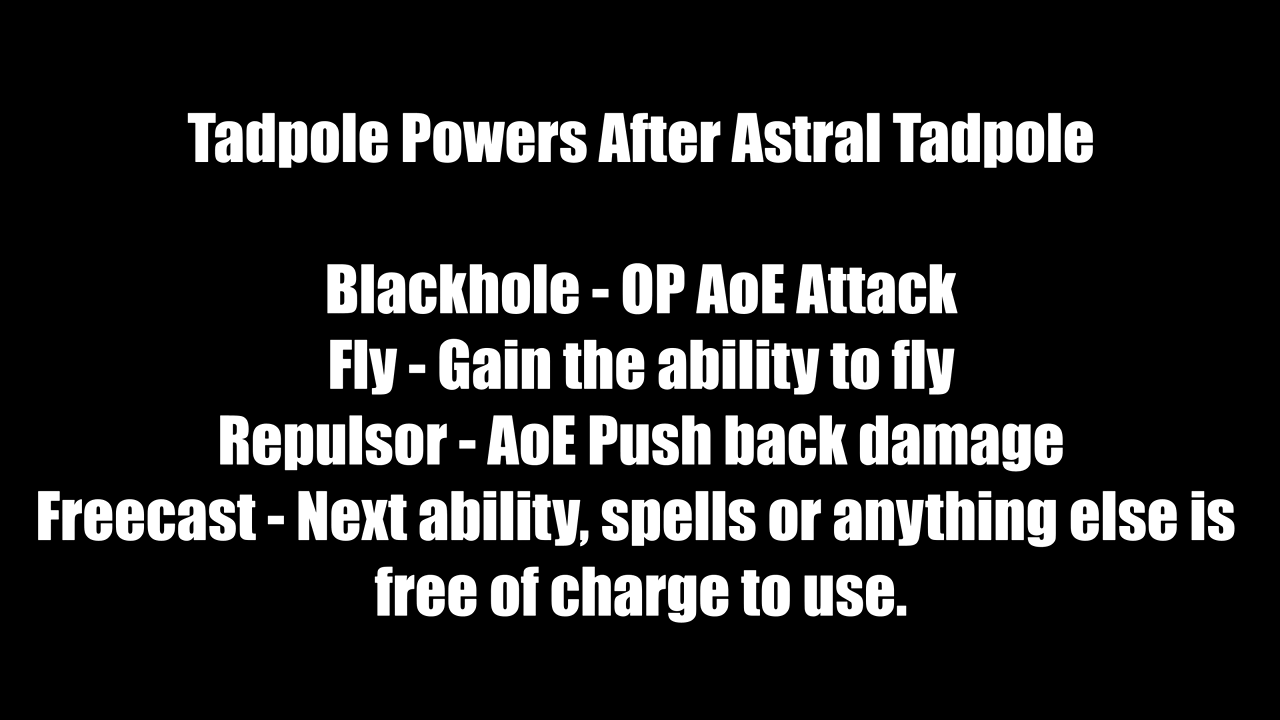 Tadpole Powers After Astral Tadpole
Blackhole - OP AoE Attack
Fly - Gain the ability to fly
Repulsor - AoE Push back damage
Freecast - Next ability, spells or anything else is
free of charge to use.